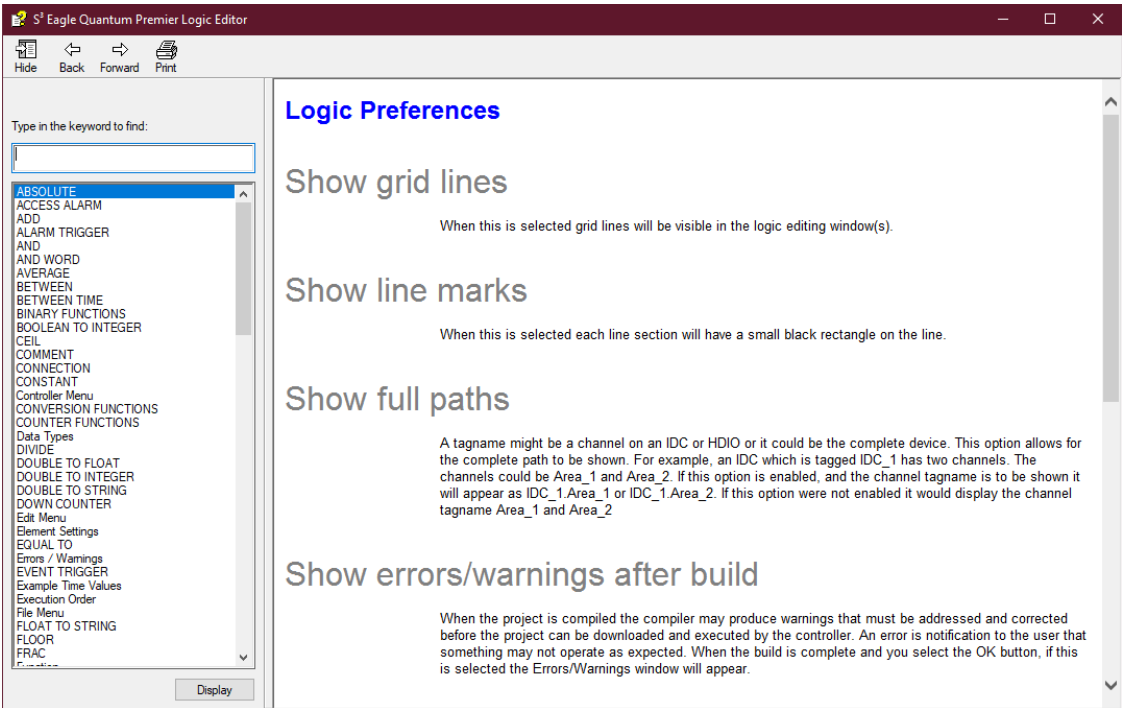 S³ Eagle Quantum Premier Logic Editor
Hide Back Forward Print
Type in the keyword to find:
ABSOLUTE
ACCESS ALARM
ADD
ALARM TRIGGER
AND
AND WORD
AVERAGE
BETWEEN
BETWEEN TIME
BINARY FUNCTIONS
BOOLEAN TO INTEGER
CEIL
COMMENT
CONNECTION
CONSTANT
Controller Menu
CONVERSION FUNCTIONS
COUNTER FUNCTIONS
Data Types
DIVIDE
DOUBLE TO FLOAT
DOUBLE TO INTEGER
DOUBLE TO STRING
DOWN COUNTER
Edit Menu
Element Settings
EQUAL TO
Errors / Warnings
EVENT TRIGGER
Example Time Values
Execution Order
File Menu
FLOAT TO STRING
FLOOR
FRAC
Display
Logic Preferences
Show grid lines
When this is selected grid lines will be visible in the logic editing window(s).
Show line marks
When this is selected each line section will have a small black rectangle on the line.
Show full paths
A tagname might be a channel on an IDC or HDIO or it could be the complete device. This option allows for
the complete path to be shown. For example, an IDC which is tagged IDC_1 has two channels. The
channels could be Area_1 and Area_2. If this option is enabled, and the channel tagname is to be shown it
will appear as IDC_1.Area_1 or IDC_1.Area_2. If this option were not enabled it would display the channel
tagname Area_1 and Area_2
Show errors/warnings after build
When the project is compiled the compiler may produce warnings that must be addressed and corrected
before the project can be downloaded and executed by the controller. An error is notification to the user that
something may not operate as expected. When the build is complete and you select the OK button, if this
is selected the Errors/Warnings window will appear.